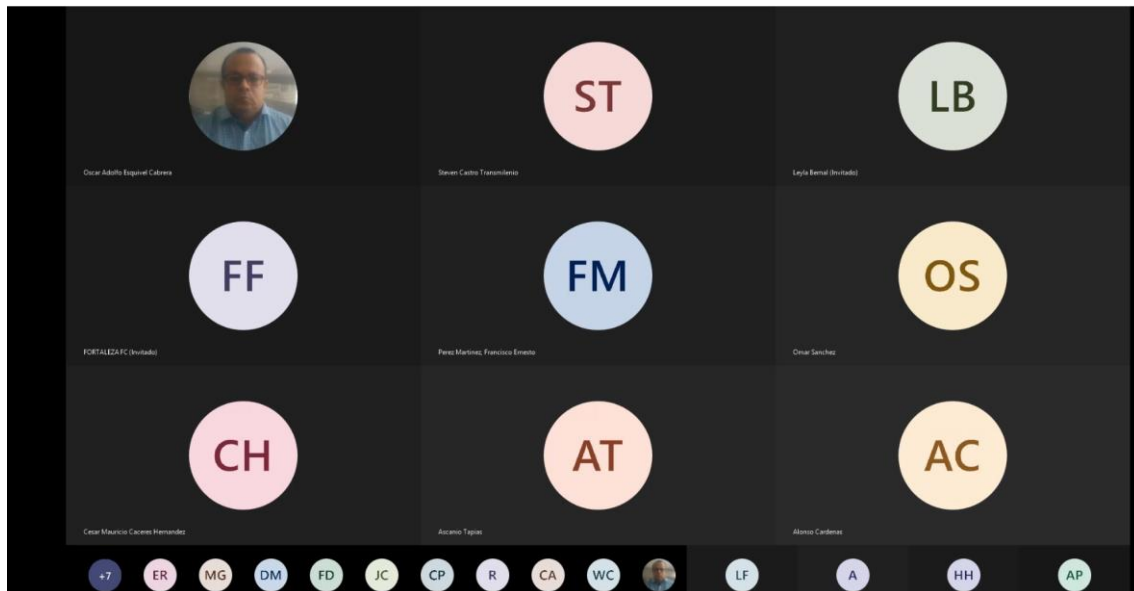 ST
LB
Oscar Adolfo Esquivel Cabrera
Steven Castro Transmilenio
Leyla Bernal (Invitado)
FF
FM
OS
FORTALEZA FC (Invitado)
Perez Martinez, Francisco Ernesto
Omar Sanchez
CH
AT
AC
Cesar Mauricio Caceres Hernandez
Ascanio Tapias
Alonso Cardenas
+7
ER
MG
DM
FD
JC
CP
R
CA
WC
LF
A
HH
AP